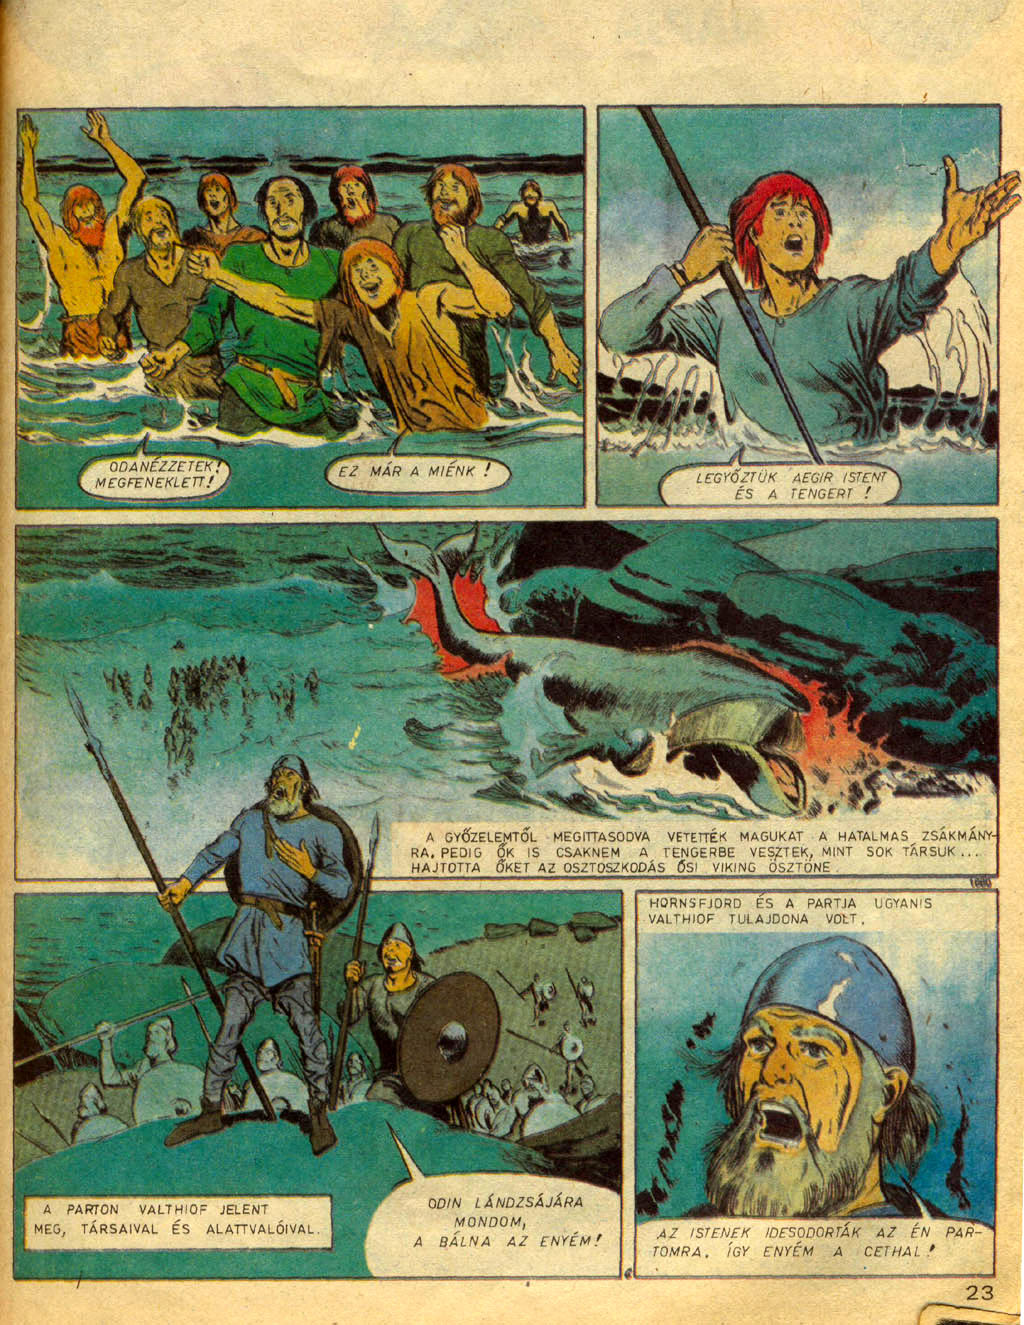 ODANÉZZETEK!
MEGFENEKLETT!
EZ MÁR A MIÉNK !
LEGYŐZTÜK AEGIR ISTENT
ÉS A TENGERT !
A GYŐZELEMTŐL MEGITTASODVA VETETTÉK MAGUKAT A HATALMAS ZSÁKMÁNY-
RA, PEDIG ŐK IS CSAKNEM A TENGERBE VESZTEK, MINT SOK TÁRSUK...
HAJTOTTA ŐKET AZ OSZTOSZKODÁS ŐSI VIKING ÖSZTÖNE.
A PARTON VALTHIOF JELENT
MEG, TÁRSAIVAL ÉS ALATTVALÓIVAL.
ODIN LÁNDZSÁJÁRA
MONDOM,
A BÁLNA AZ ENYÉM!
HORNSFJORD ÉS A PARTJA UGYANIS
VALTHIOF TULAJDONA VOLT.
AZ ISTENEK IDESODORTÁK AZ ÉN PAR-
TOMRA, ÍGY ENYÉM A CETHAL!
23